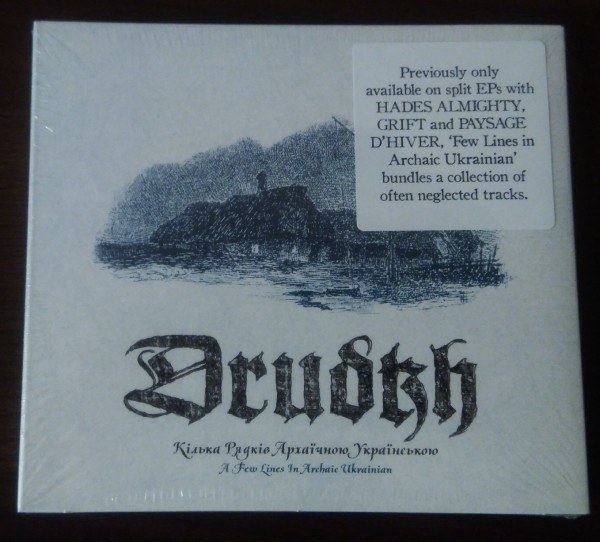 Previously only
available on split EPs with
HADES ALMIGHTY,
GRIFT and PAYSAGE
D'HIVER, 'Few Lines in
Archaic Ukrainian'
bundles a collection of
often neglected tracks.
Drudkh
Кілька Рядків Архаїчною Українською
A Few Lines In Archaic Ukrainian